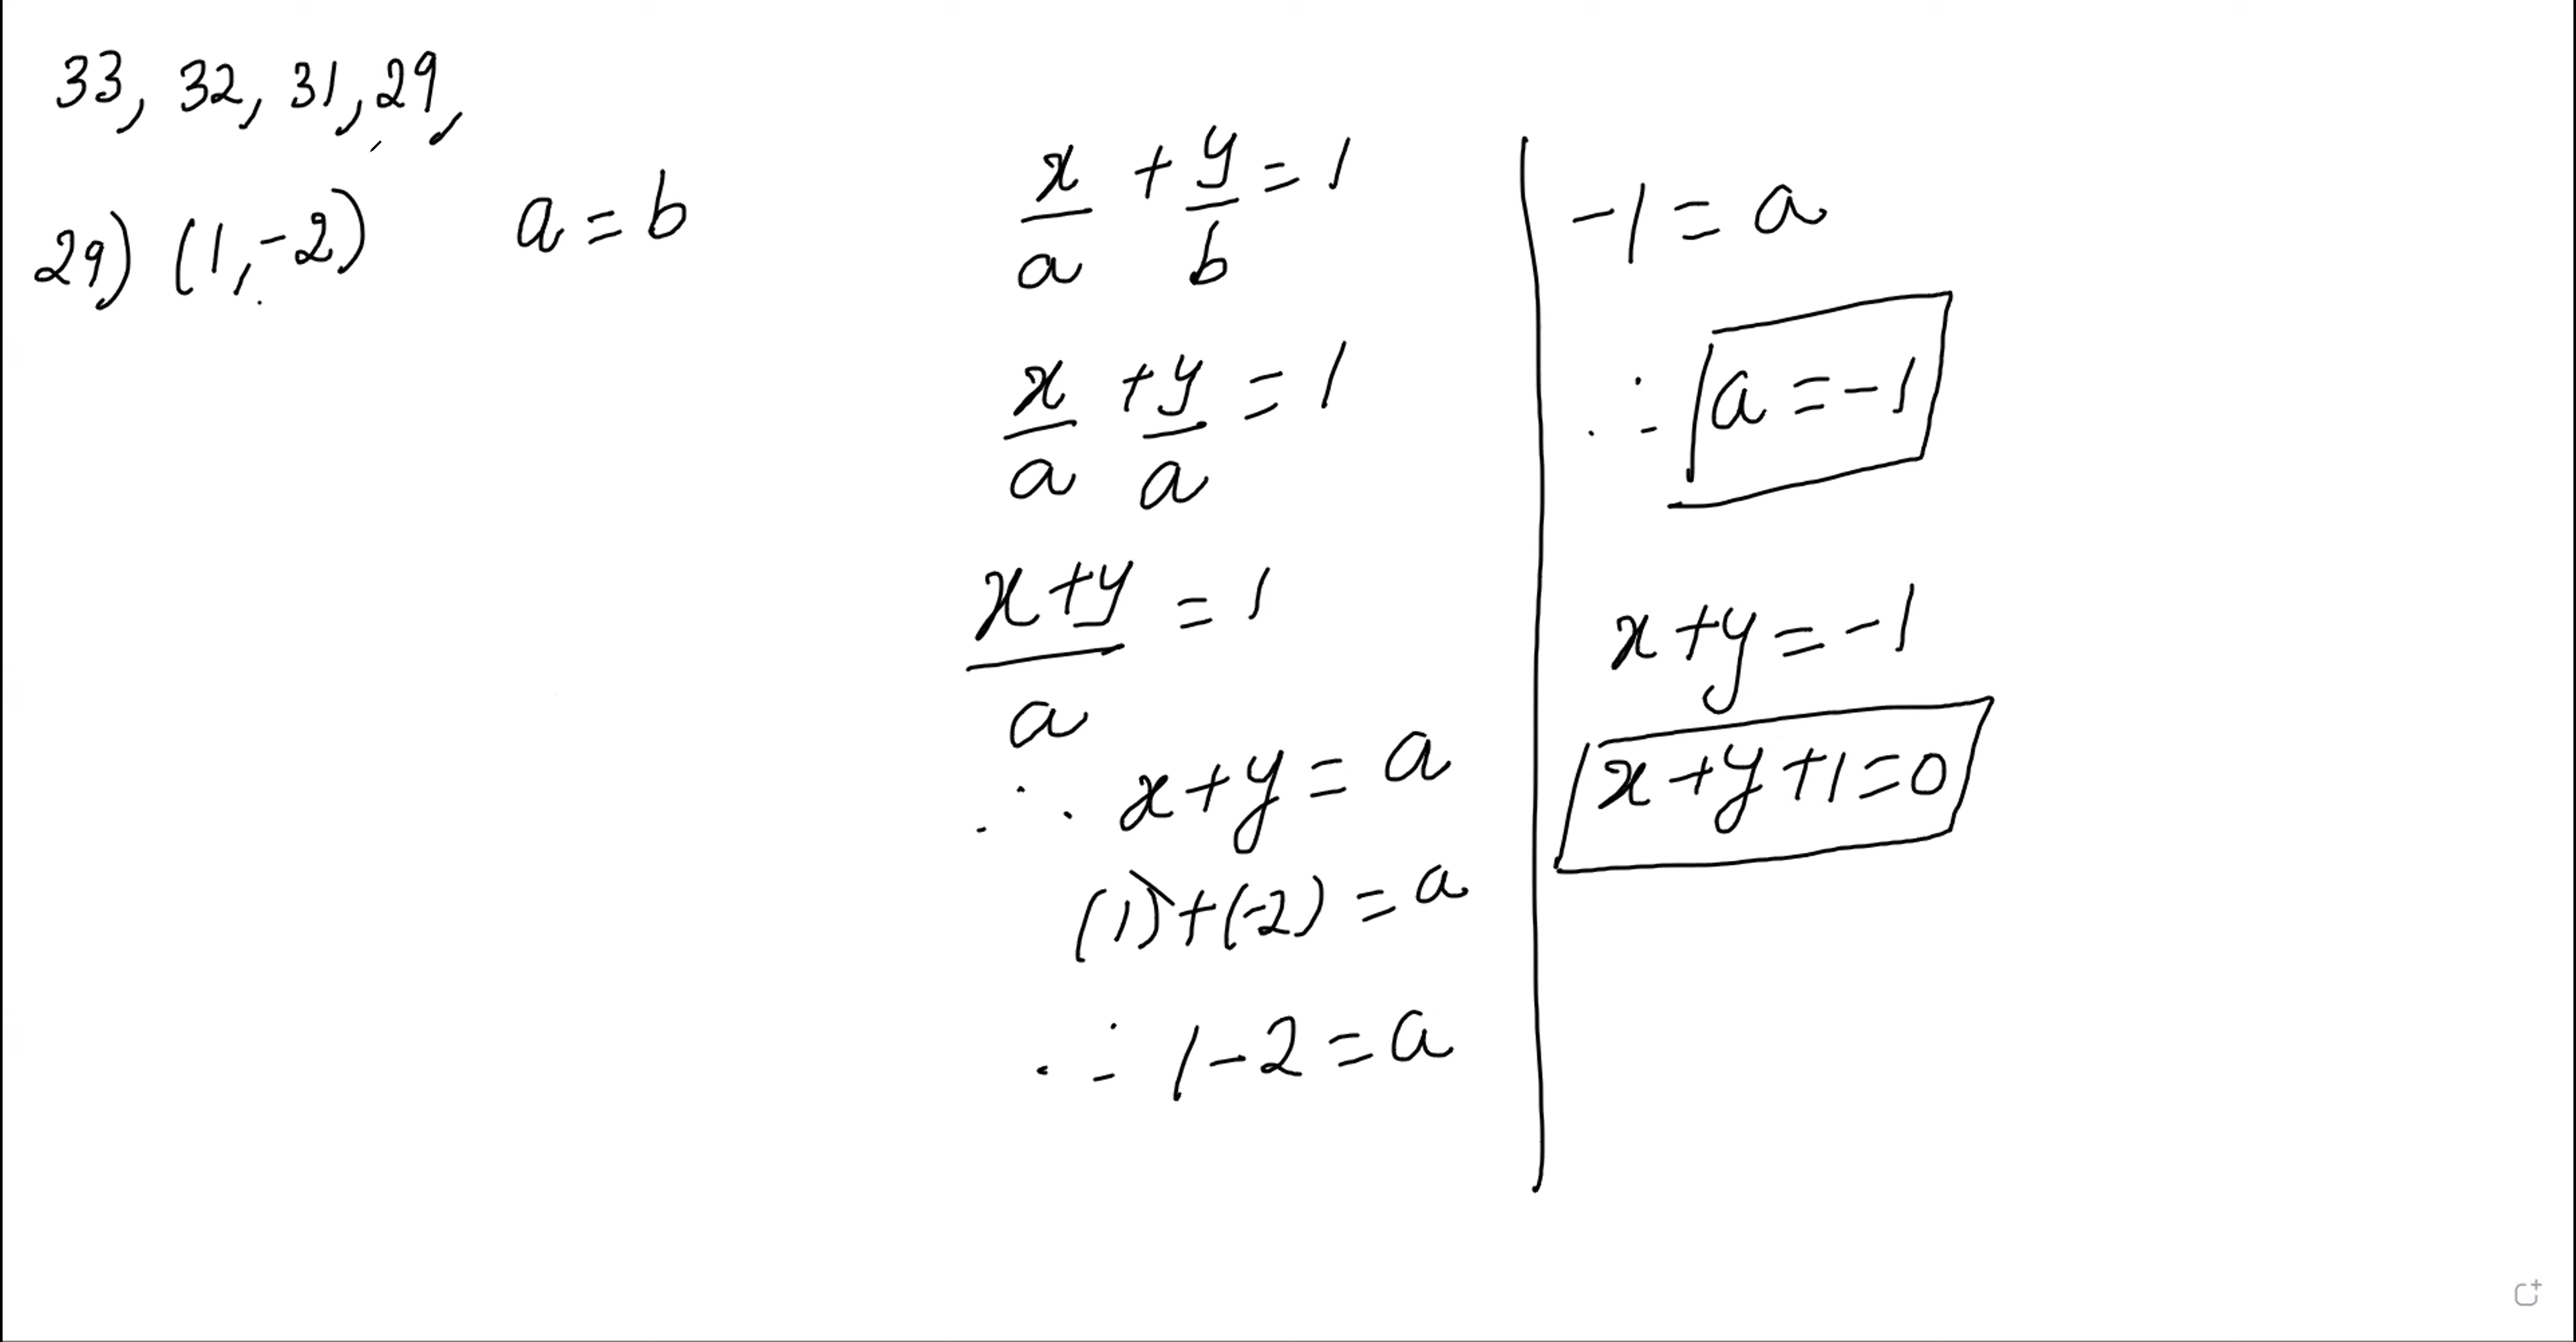 33, 32, 31, 29,
29) (1, -2) a = b
x/a + y/b = 1
x/a + y/a = 1
x+y/a = 1
∴ x+y = a
(1)+(-2) = a
∴ 1-2 = a
-1 = a
∴ a = -1
x+y = -1
x+y+1=0